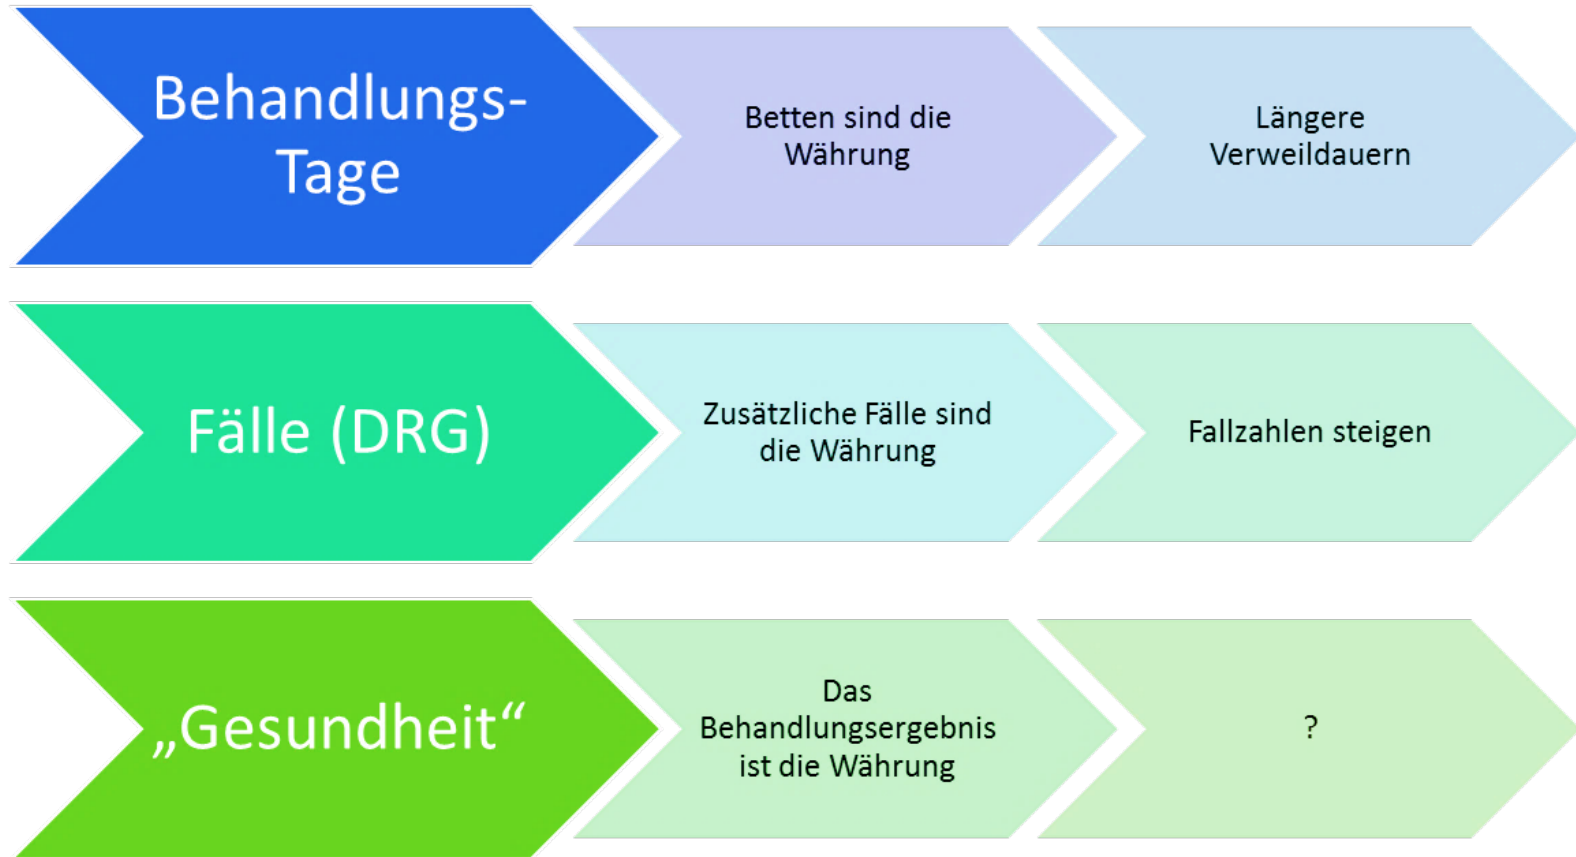 Behandlungs-
Tage
Betten sind die
Währung
Längere
Verweildauern
Fälle (DRG)
Zusätzliche Fälle sind
die Währung
Fallzahlen steigen
„Gesundheit“
Das
Behandlungsergebnis
ist die Währung
?